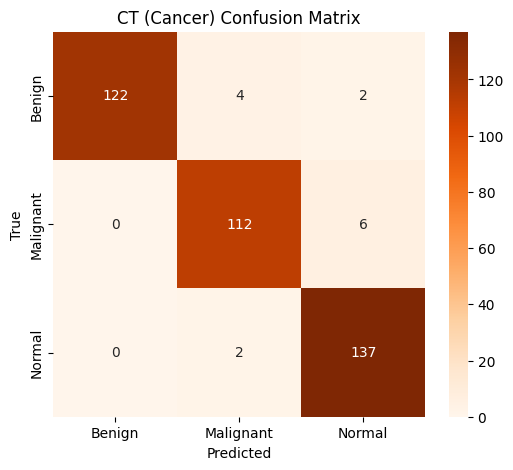 CT (Cancer) Confusion Matrix
True
Benign
122
4
2
Malignant
0
112
6
Normal
0
2
137
Benign
Malignant
Normal
Predicted
120
100
80
60
40
20
0